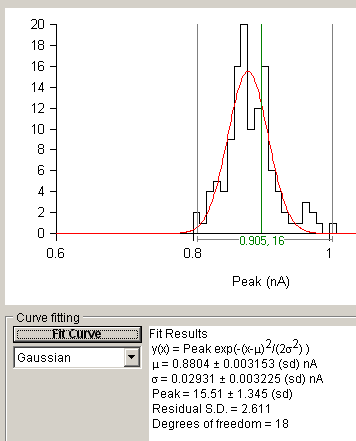 20
18
16
14
12
10
8
6
4
2
0
0.6
0.8
1
0.905, 16
Peak (nA)
Curve fitting
Fit Curve
Gaussian
Fit Results
y(x) = Peak exp(-(x-μ)²/(2σ²) )
μ = 0.8804 ± 0.003153 (sd) nA
σ = 0.02931 ± 0.003225 (sd) nA
Peak = 15.51 ± 1.345 (sd)
Residual S.D. = 2.611
Degrees of freedom = 18